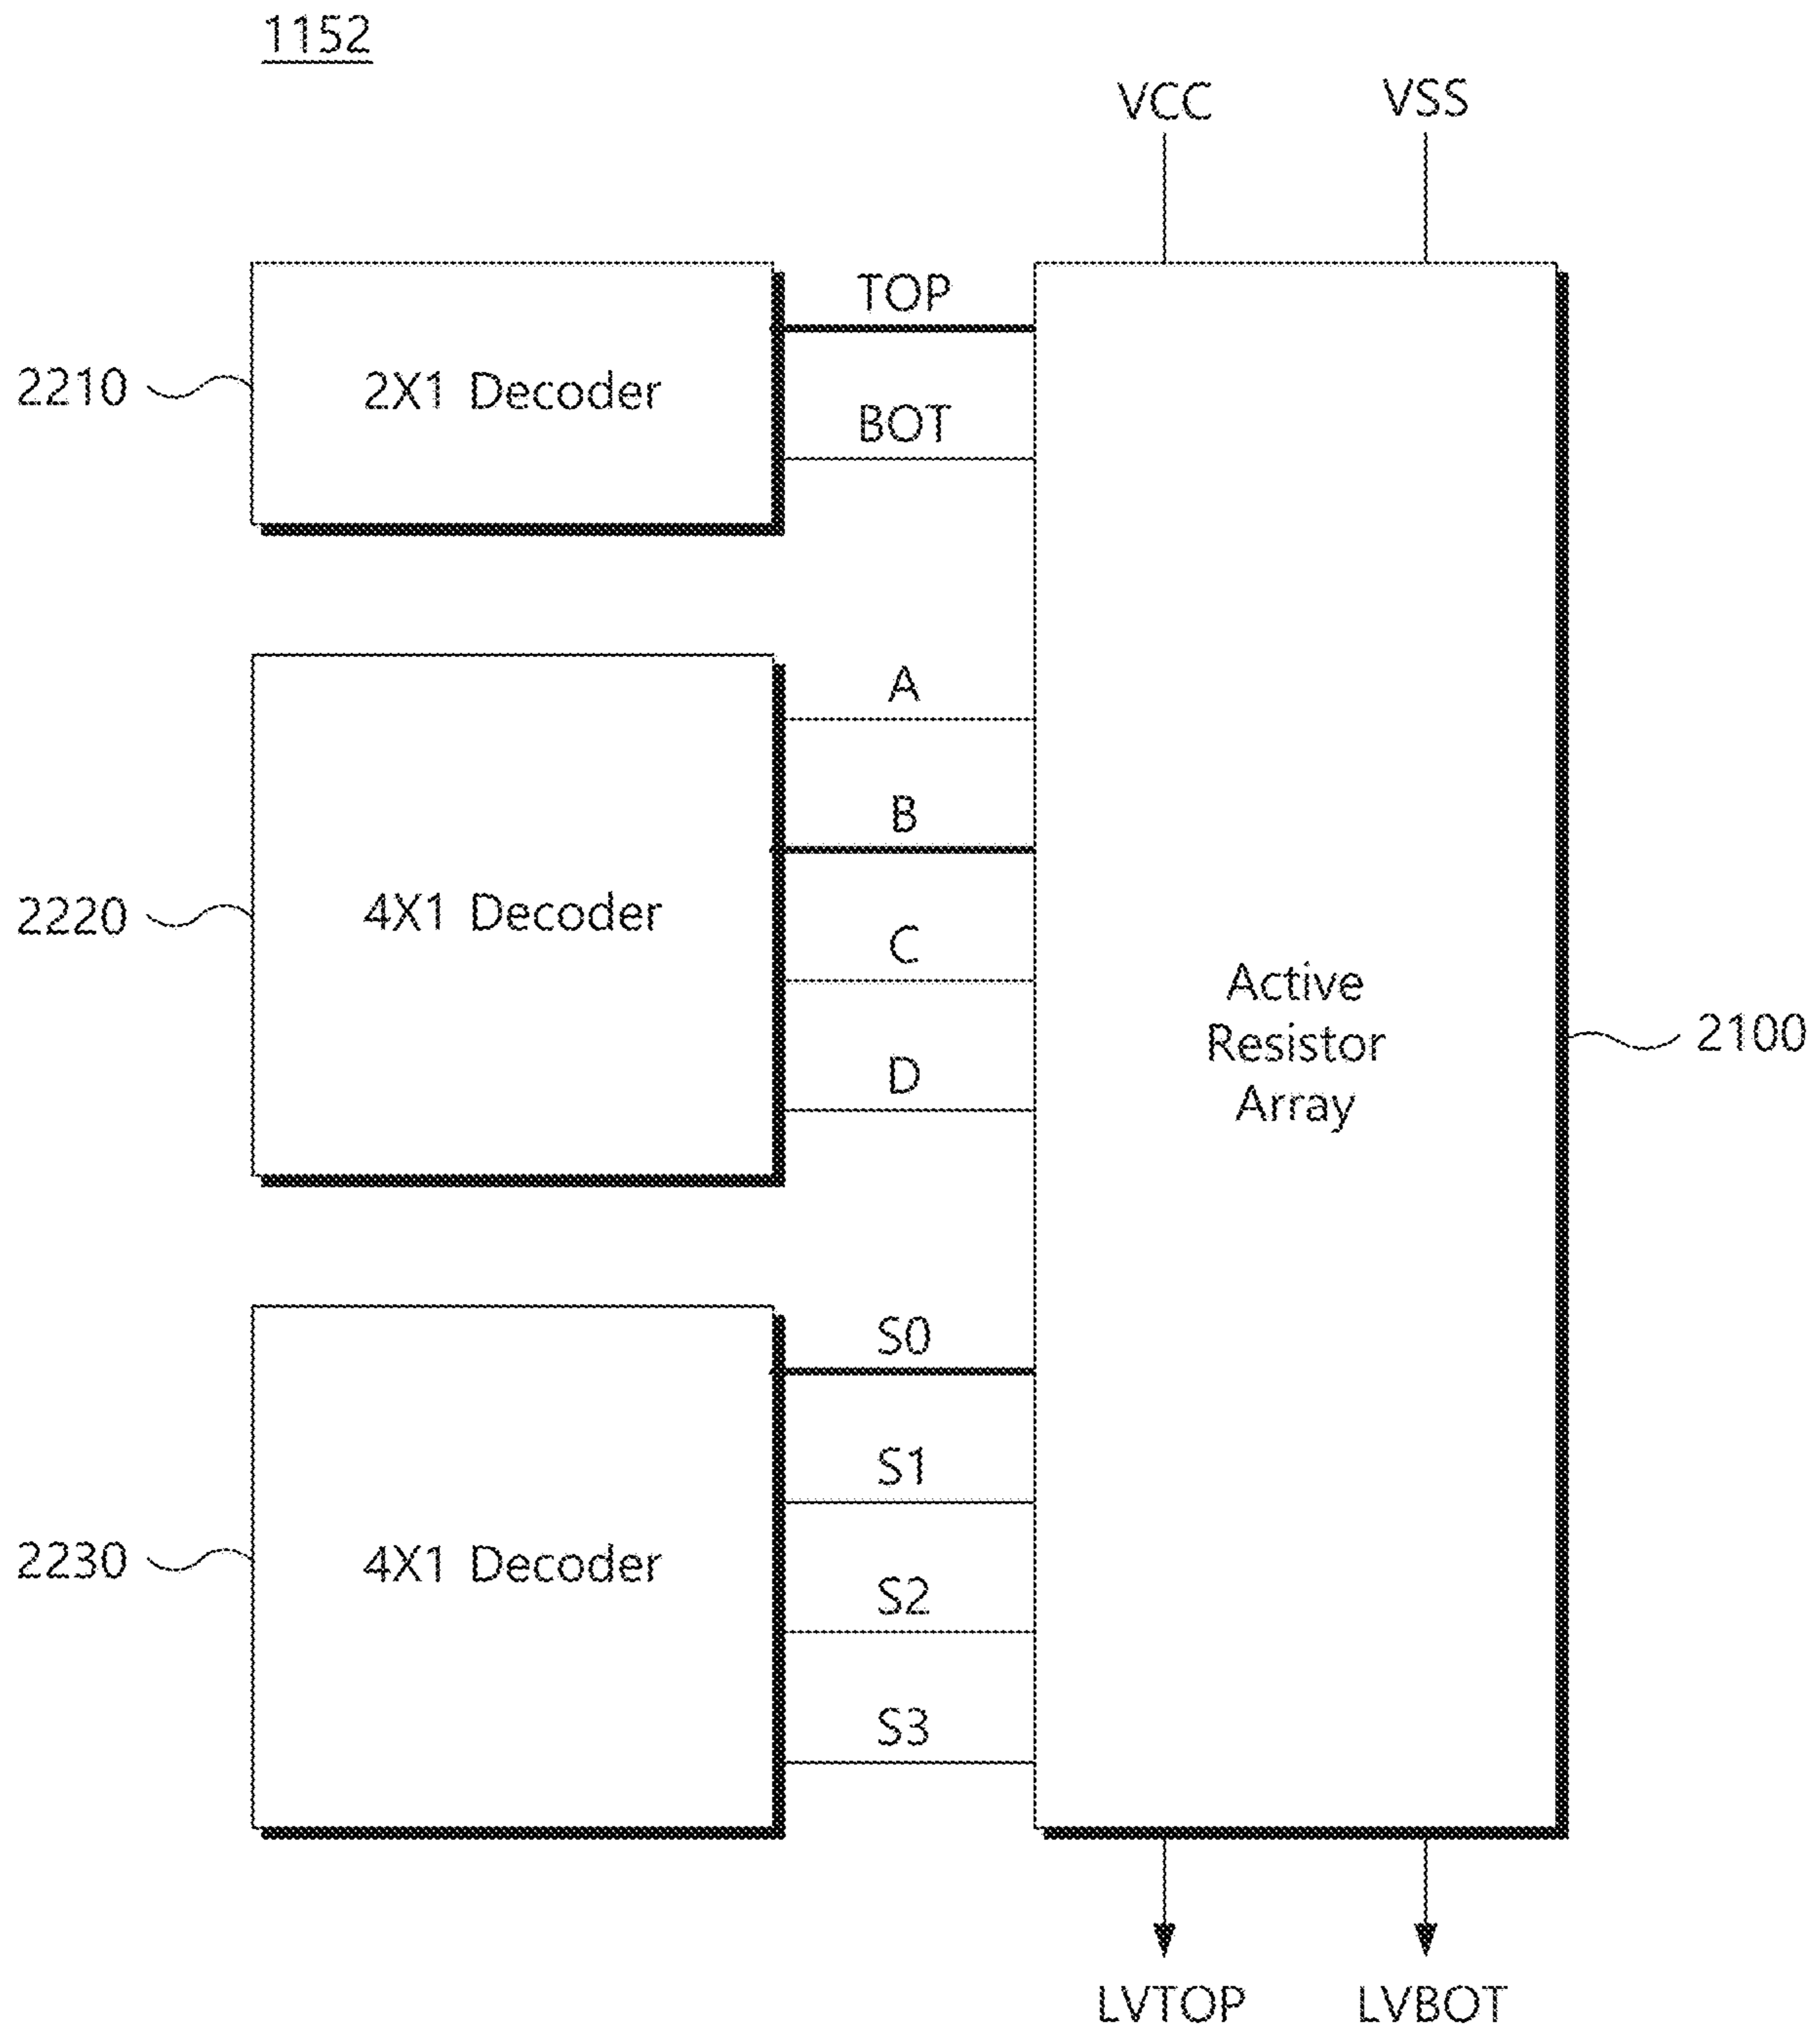 1152
VCC
VSS
TOP
2210
2X1 Decoder
BOT
A
B
2220
4X1 Decoder
C
D
Active
Resistor
Array
2100
S0
S1
2230
4X1 Decoder
S2
S3
LVTOP
LVBOT